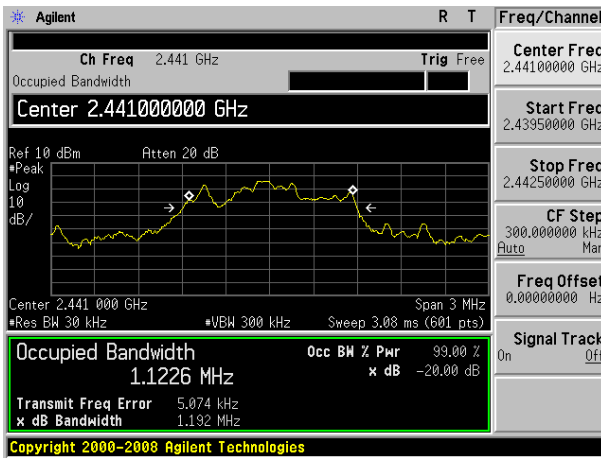 Agilent R T Freq/Channel
Ch Freq 2.441 GHz Trig Free
Occupied Bandwidth
Center 2.441000000 GHz
Ref 10 dBm Atten 20 dB
#Peak
Log
10
dB/
Center 2.441 000 GHz Span 3 MHz
#Res BW 30 kHz #VBW 300 kHz Sweep 3.08 ms (601 pts)
Occupied Bandwidth Occ BW % Pwr 99.00 %
1.1226 MHz x dB -20.00 dB
Transmit Freq Error 5.074 kHz
x dB Bandwidth 1.192 MHz
Copyright 2000-2008 Agilent Technologies
Center Freq
2.44100000 GHz
Start Freq
2.43950000 GHz
Stop Freq
2.44250000 GHz
CF Step
300.000000 kHz
Auto Man
Freq Offset
0.00000000 Hz
Signal Track
On Off